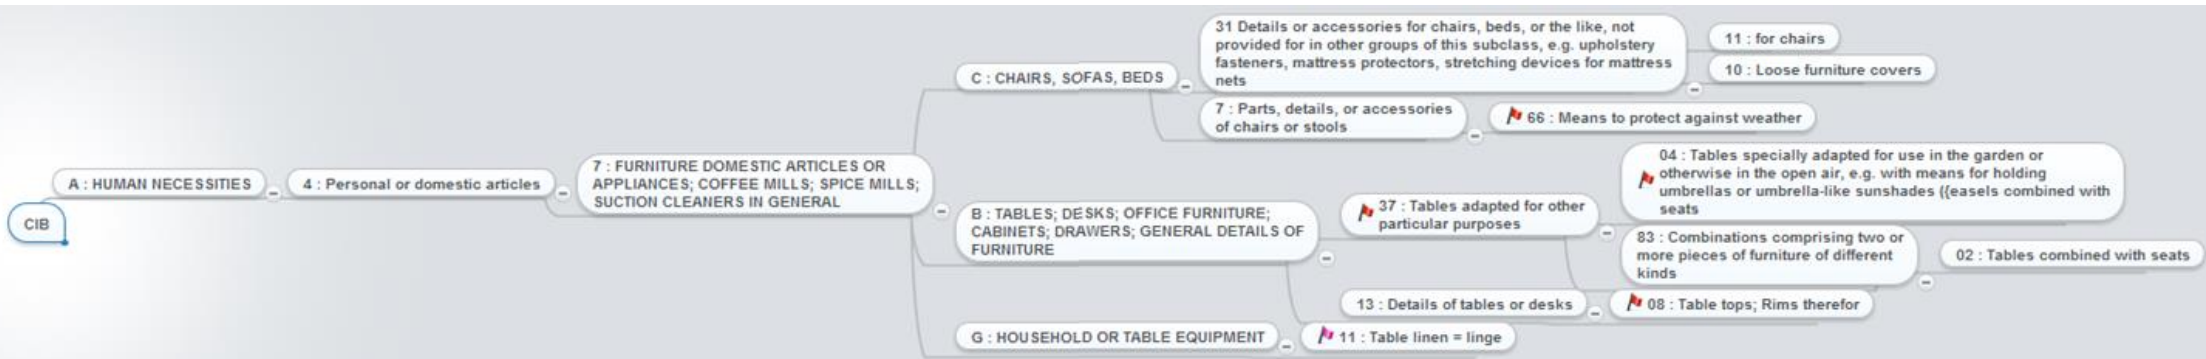 CIB
A : HUMAN NECESSITIES
4 : Personal or domestic articles
7 : FURNITURE DOMESTIC ARTICLES OR
APPLIANCES; COFFEE MILLS; SPICE MILLS;
SUCTION CLEANERS IN GENERAL
C : CHAIRS, SOFAS, BEDS
31 Details or accessories for chairs, beds, or the like, not
provided for in other groups of this subclass, e.g. upholstery
fasteners, mattress protectors, stretching devices for mattress
nets
11 : for chairs
10 : Loose furniture covers
7 : Parts, details, or accessories
of chairs or stools
66 : Means to protect against weather
B : TABLES; DESKS; OFFICE FURNITURE;
CABINETS; DRAWERS; GENERAL DETAILS OF
FURNITURE
37 : Tables adapted for other
particular purposes
04 : Tables specially adapted for use in the garden or
otherwise in the open air, e.g. with means for holding
umbrellas or umbrella-like sunshades ({easels combined with
seats
83 : Combinations comprising two or
more pieces of furniture of different
kinds
02 : Tables combined with seats
13 : Details of tables or desks
08 : Table tops; Rims therefor
G : HOUSEHOLD OR TABLE EQUIPMENT
11 : Table linen = linge